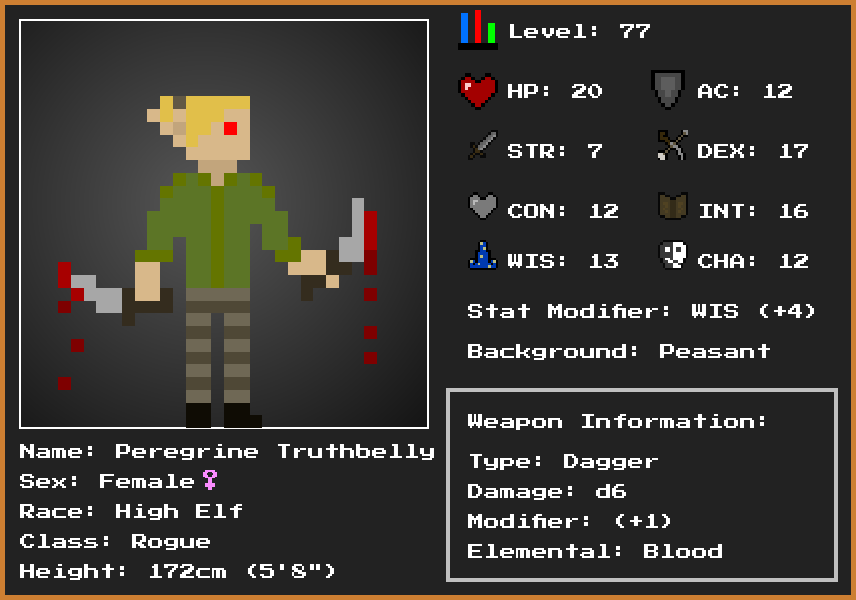 Level: 77
HP: 20 AC: 12
STR: 7 DEX: 17
CON: 12 INT: 16
WIS: 13 CHA: 12
Stat Modifier: WIS (+4)
Background: Peasant
Weapon Information:
Type: Dagger
Damage: d6
Modifier: (+1)
Elemental: Blood
Name: Peregrine Truthbelly
Sex: Female♀
Race: High Elf
Class: Rogue
Height: 172cm (5'8")